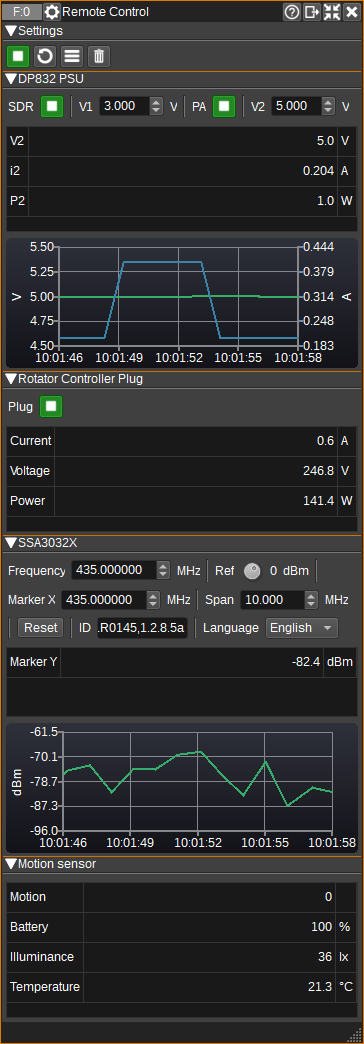 F:0 Remote Control
Settings
DP832 PSU
SDR V1 3.000 V PA V2 5.000 V
V2 5.0 V
i2 0.204 A
P2 1.0 W
5.50 0.444
5.25 0.379
5.00 0.314
4.75 0.248
4.50 0.183
V A
10:01:46 10:01:49 10:01:52 10:01:55 10:01:58
Rotator Controller Plug
Plug
Current 0.6 A
Voltage 246.8 V
Power 141.4 W
SSA3032X
Frequency 435.000000 MHz Ref 0 dBm
Marker X 435.000000 MHz Span 10.000 MHz
Reset ID .R0145,1.2.8.5a Language English
Marker Y -82.4 dBm
-61.5
-70.1
-78.7
-87.3
-96.0
dBm
10:01:46 10:01:49 10:01:52 10:01:55 10:01:58
Motion sensor
Motion 0
Battery 100 %
Illuminance 36 lx
Temperature 21.3 °C